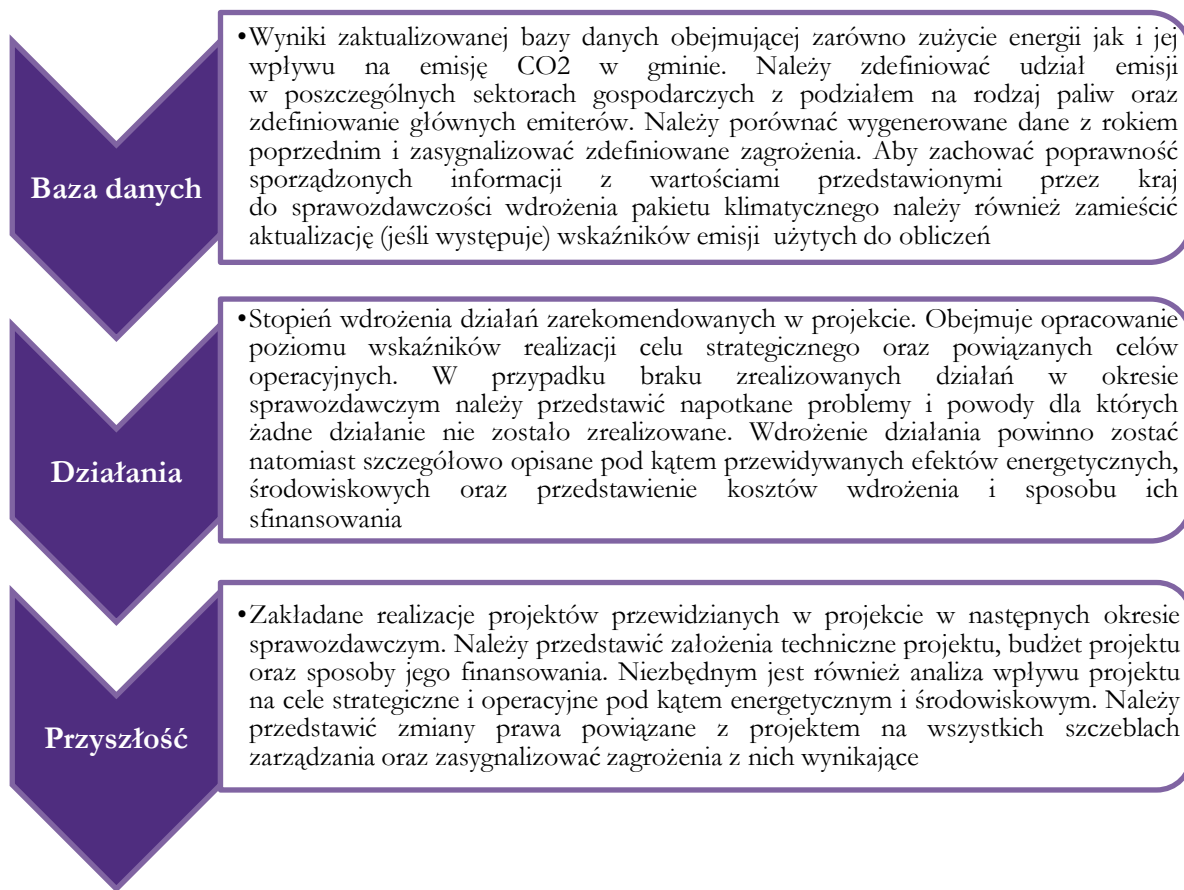 Baza danych
•Wyniki zaktualizowanej bazy danych obejmującej zarówno zużycie energii jak i jej
wpływu na emisję CO2 w gminie. Należy zdefiniować udział emisji
w poszczególnych sektorach gospodarczych z podziałem na rodzaj paliw oraz
zdefiniowanie głównych emiterów. Należy porównać wygenerowane dane z rokiem
poprzednim i zasygnalizować zdefiniowane zagrożenia. Aby zachować poprawność
sporządzonych informacji z wartościami przedstawionymi przez kraj
do sprawozdawczości wdrożenia pakietu klimatycznego należy również zamieścić
aktualizację (jeśli występuje) wskaźników emisji użytych do obliczeń
Działania
•Stopień wdrożenia działań zarekomendowanych w projekcie. Obejmuje opracowanie
poziomu wskaźników realizacji celu strategicznego oraz powiązanych celów
operacyjnych. W przypadku braku zrealizowanych działań w okresie
sprawozdawczym należy przedstawić napotkane problemy i powody dla których
żadne działanie nie zostało zrealizowane. Wdrożenie działania powinno zostać
natomiast szczegółowo opisane pod kątem przewidywanych efektów energetycznych,
środowiskowych oraz przedstawienie kosztów wdrożenia i sposobu ich
sfinansowania
Przyszłość
•Zakładane realizacje projektów przewidzianych w projekcie w następnych okresie
sprawozdawczym. Należy przedstawić założenia techniczne projektu, budżet projektu
oraz sposoby jego finansowania. Niezbędnym jest również analiza wpływu projektu
na cele strategiczne i operacyjne pod kątem energetycznym i środowiskowym. Należy
przedstawić zmiany prawa powiązane z projektem na wszystkich szczeblach
zarządzania oraz zasygnalizować zagrożenia z nich wynikające